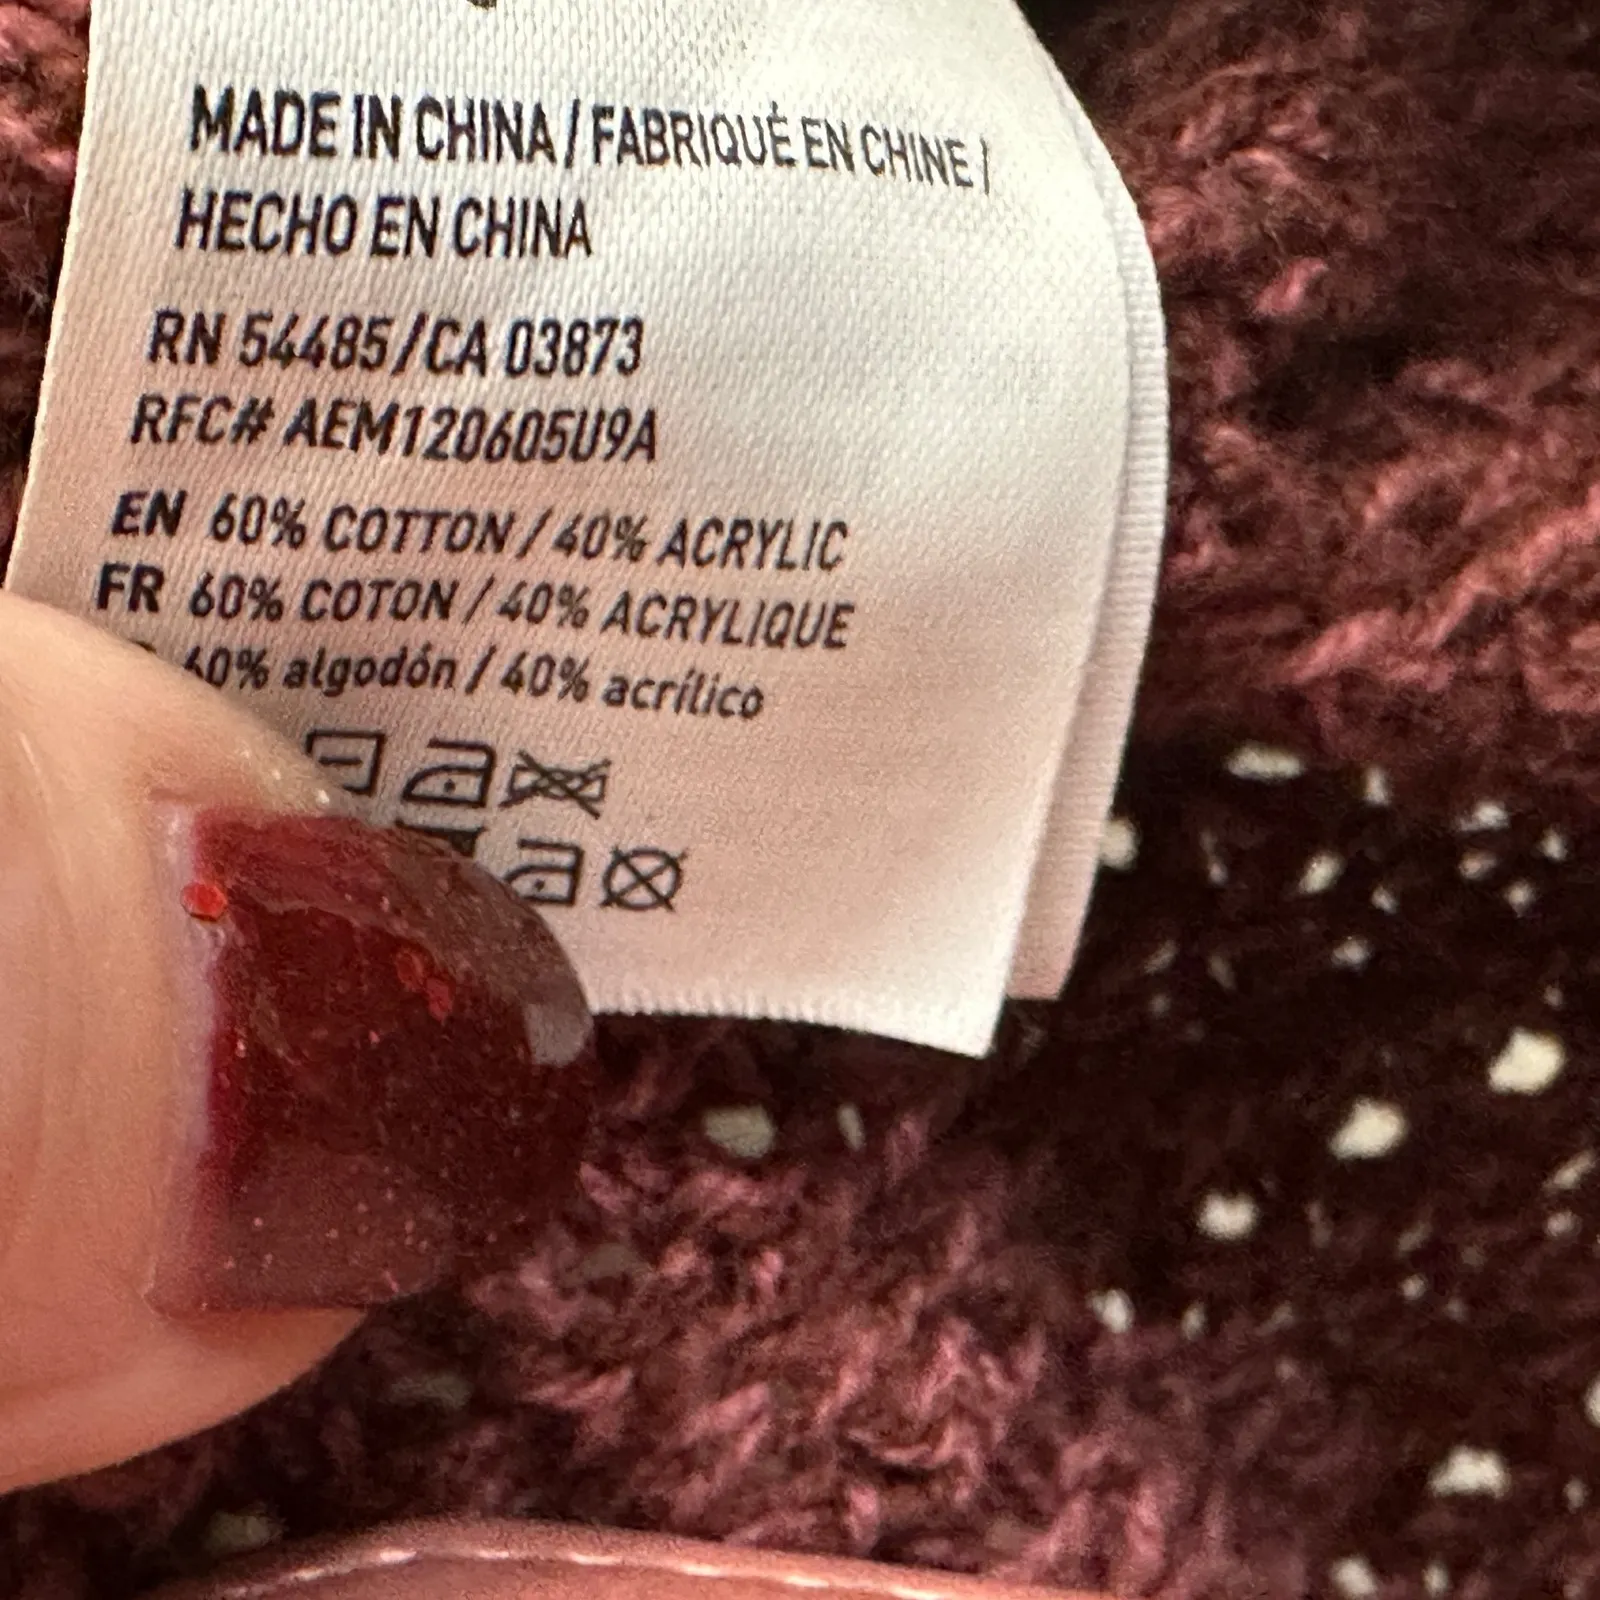 MADE IN CHINA / FABRIQUÉ EN CHINE /
HECHO EN CHINA
RN 54485/CA 03873
RFC# AEM120605U9A
EN 60% COTTON / 40% ACRYLIC
FR 60% COTON / 40% ACRYLIQUE
60% algodón / 40% acrílico